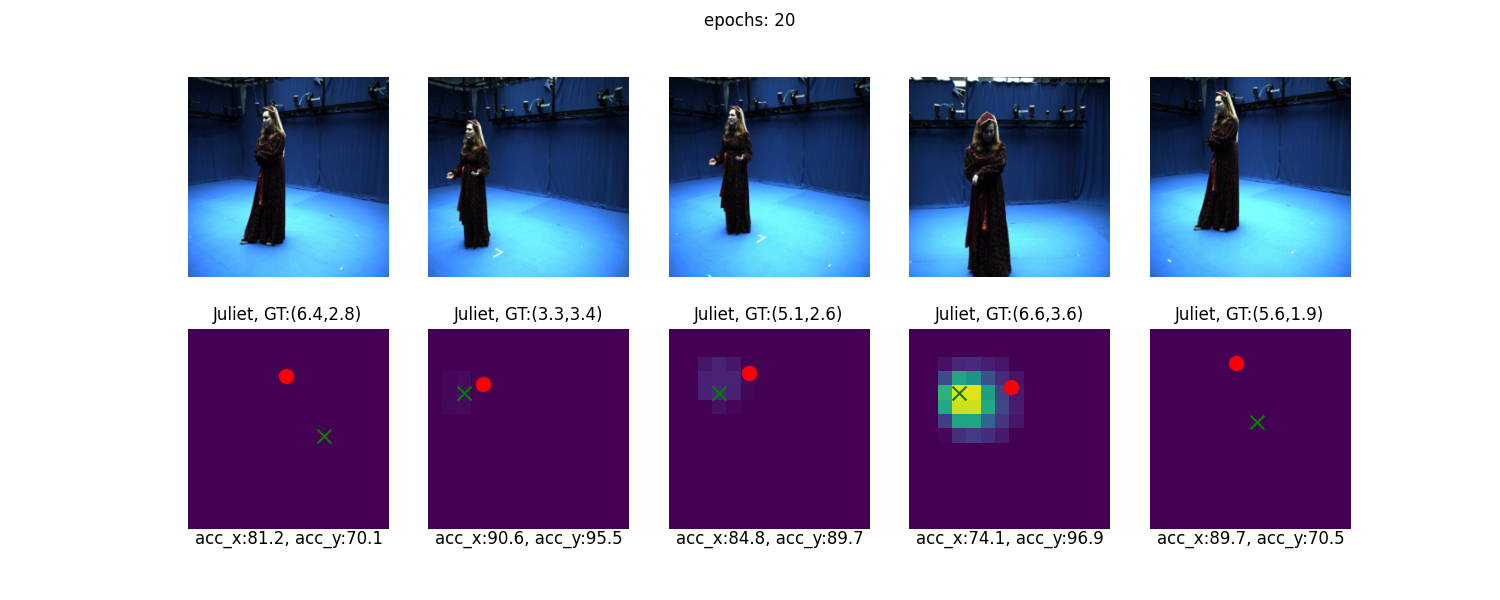 epochs: 20
Juliet, GT:(6.4,2.8)
Juliet, GT:(3.3,3.4)
Juliet, GT:(5.1,2.6)
Juliet, GT:(6.6,3.6)
Juliet, GT:(5.6,1.9)
acc_x:81.2, acc_y:70.1
acc_x:90.6, acc_y:95.5
acc_x:84.8, acc_y:89.7
acc_x:74.1, acc_y:96.9
acc_x:89.7, acc_y:70.5